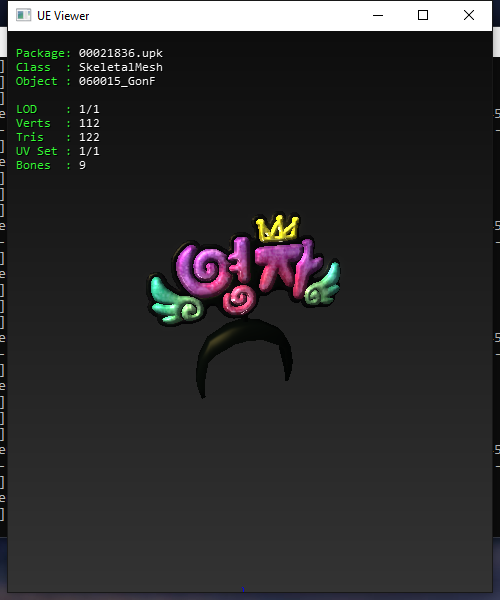 UE Viewer
Package: 00021836.upk
Class : SkeletalMesh
Object : 060015_GonF
LOD : 1/1
Verts : 112
Tris : 122
UV Set : 1/1
Bones : 9
영자